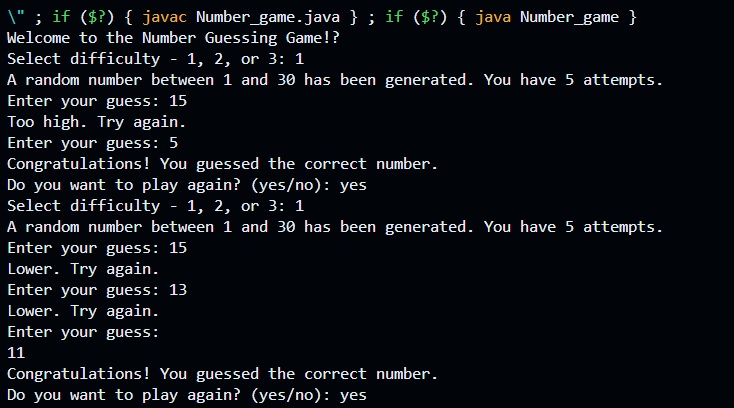 \" ; if ($?) { javac Number_game.java } ; if ($?) { java Number_game }
Welcome to the Number Guessing Game!?
Select difficulty - 1, 2, or 3: 1
A random number between 1 and 30 has been generated. You have 5 attempts.
Enter your guess: 15
Too high. Try again.
Enter your guess: 5
Congratulations! You guessed the correct number.
Do you want to play again? (yes/no): yes
Select difficulty - 1, 2, or 3: 1
A random number between 1 and 30 has been generated. You have 5 attempts.
Enter your guess: 15
Lower. Try again.
Enter your guess: 13
Lower. Try again.
Enter your guess:
11
Congratulations! You guessed the correct number.
Do you want to play again? (yes/no): yes